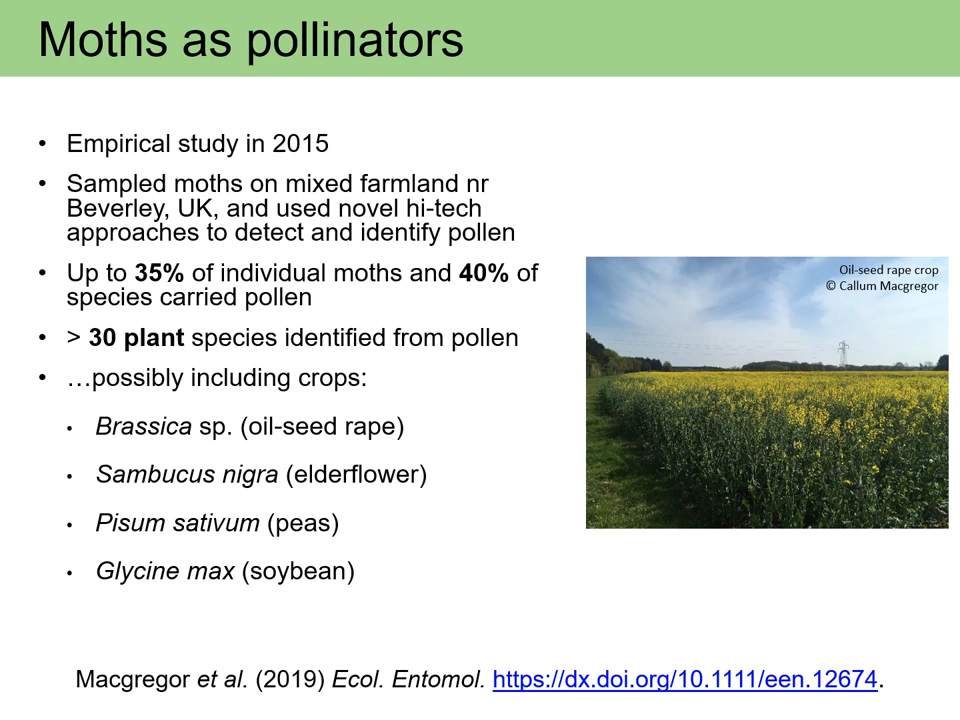 Moths as pollinators
• Empirical study in 2015
• Sampled moths on mixed farmland nr
Beverley, UK, and used novel hi-tech
approaches to detect and identify pollen
• Up to 35% of individual moths and 40% of
species carried pollen
• > 30 plant species identified from pollen
• …possibly including crops:
• Brassica sp. (oil-seed rape)
• Sambucus nigra (elderflower)
• Pisum sativum (peas)
• Glycine max (soybean)
Oil-seed rape crop
© Callum Macgregor
Macgregor et al. (2019) Ecol. Entomol. https://dx.doi.org/10.1111/een.12674.